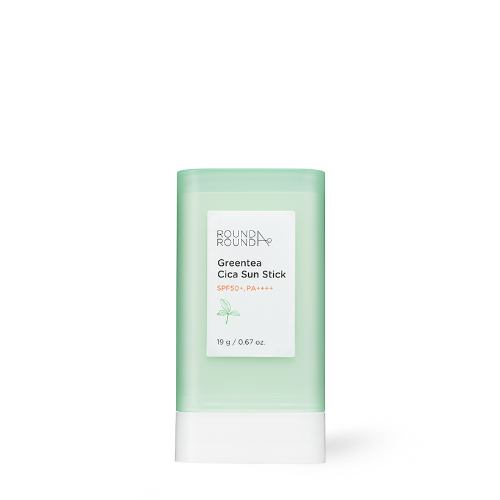 ROUND A
ROUND
Greentea
Cica Sun Stick
SPF50+, PA++++
19 g / 0.67 oz.